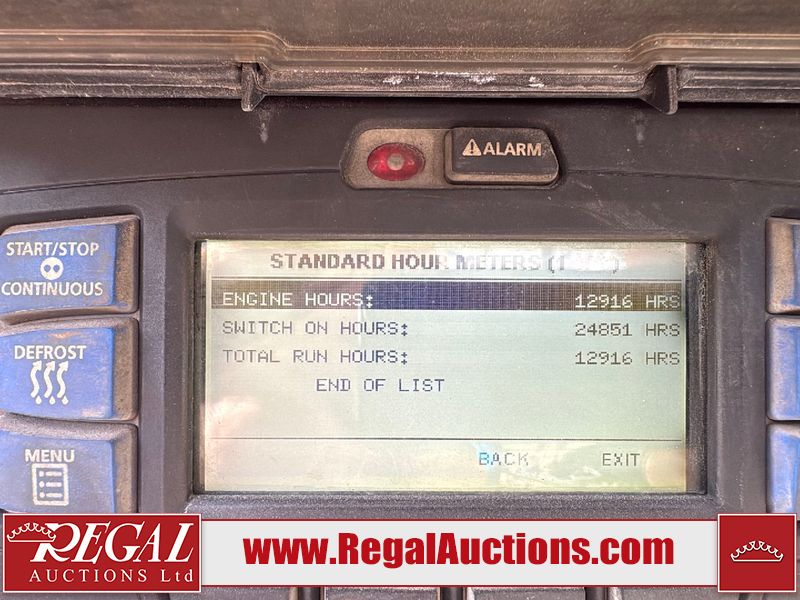 ALARM
START/STOP
CONTINUOUS
DEFROST
MENU
STANDARD HOUR METERS
ENGINE HOURS: 12916 HRS
SWITCH ON HOURS: 24851 HRS
TOTAL RUN HOURS: 12916 HRS
END OF LIST
BACK EXIT
REGAL
AUCTIONS Ltd
www.RegalAuctions.com